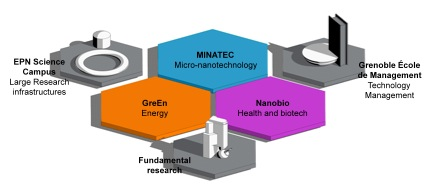 MINATEC
Micro-nanotechnology
EPN Science
Campus
Large Research
infrastructures
Grenoble École
de Management
Technology
Management
GreEn
Energy
Nanobio
Health and biotech
Fundamental
research